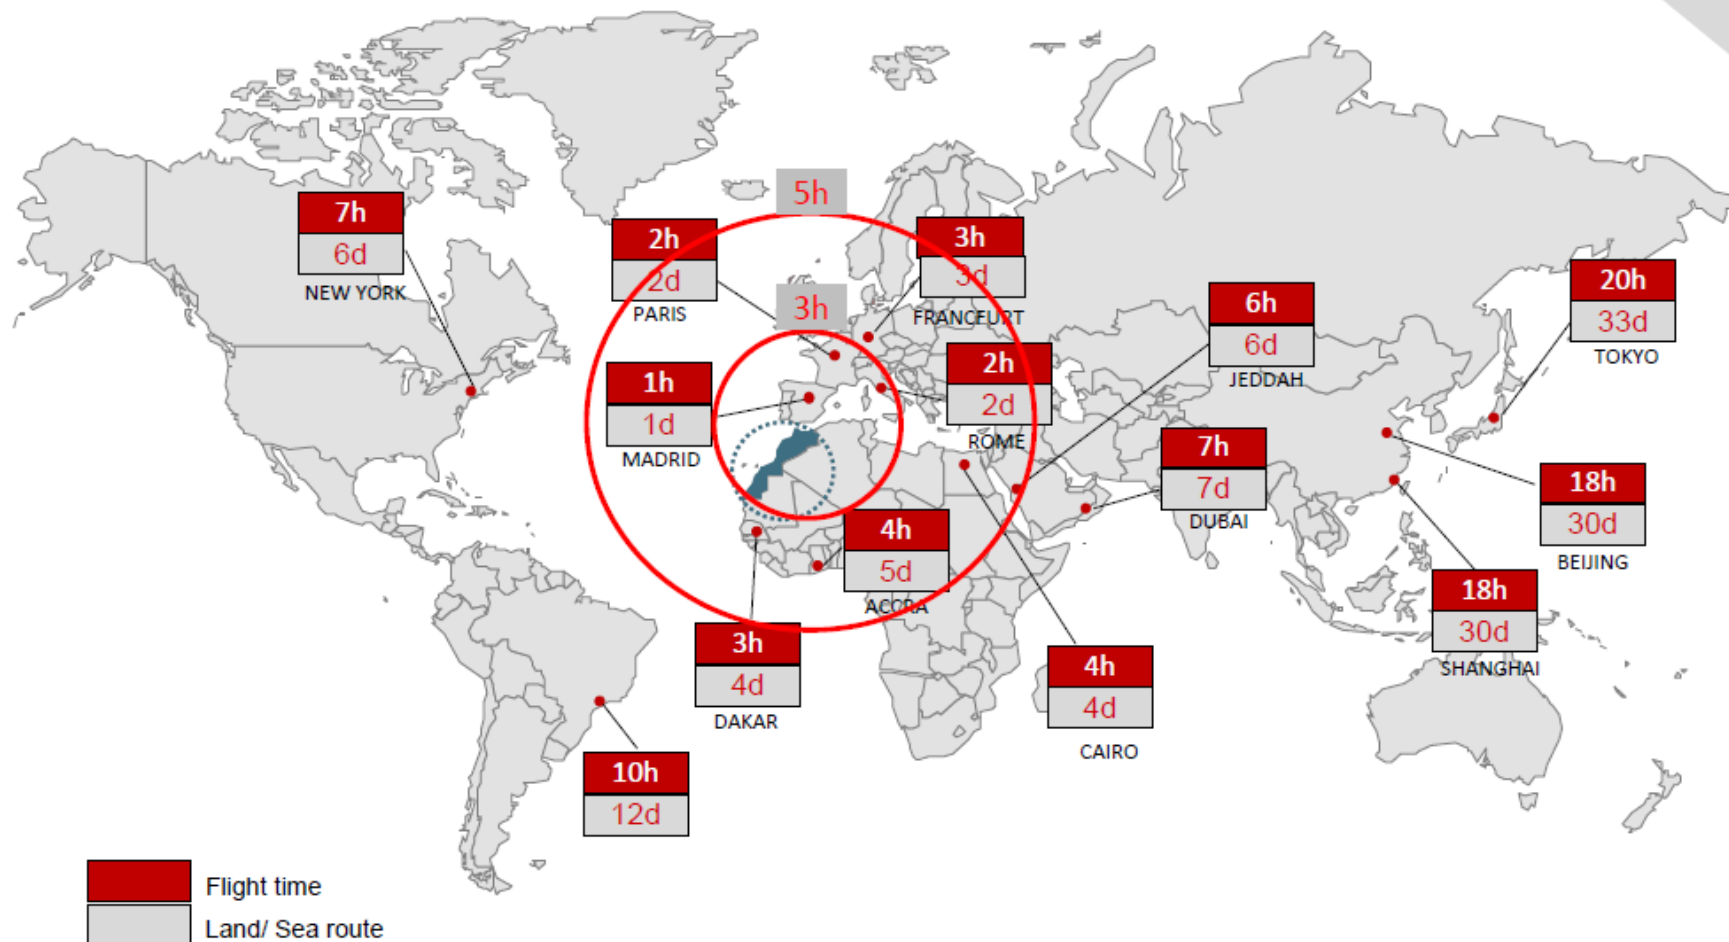 5h
3h
7h
6d
NEW YORK
2h
2d
PARIS
3h
3d
FRANCFURT
1h
1d
MADRID
2h
2d
ROME
6h
6d
JEDDAH
20h
33d
TOKYO
7h
7d
DUBAI
18h
30d
BEIJING
18h
30d
SHANGHAI
4h
5d
ACCRA
3h
4d
DAKAR
4h
4d
CAIRO
10h
12d
Flight time
Land/ Sea route